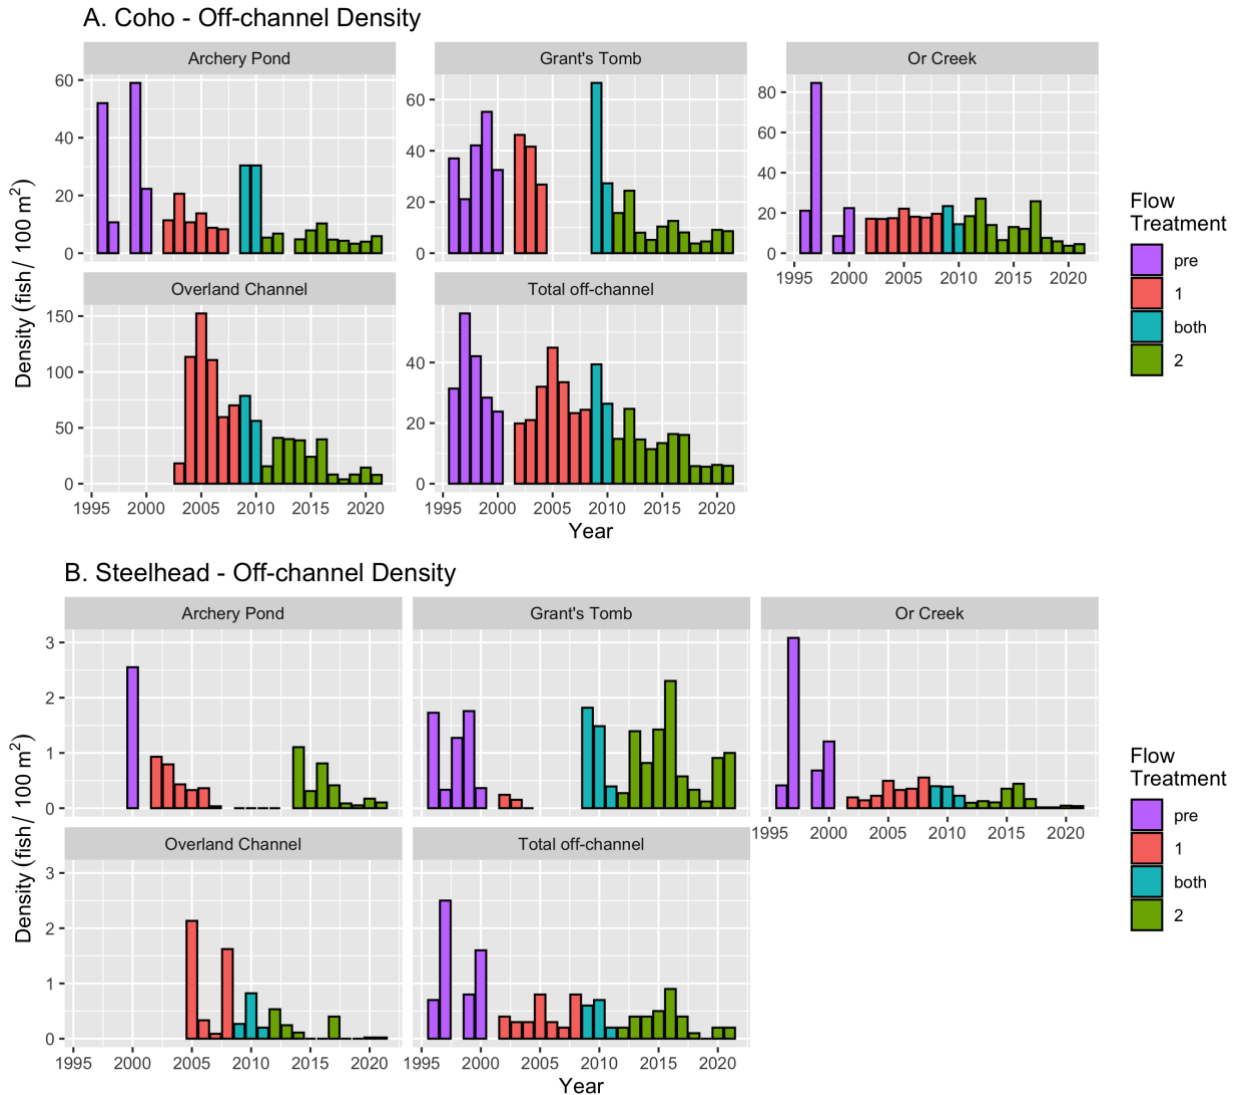 A. Coho - Off-channel Density
Archery Pond
Grant's Tomb
Or Creek
60
40
20
0
60
40
20
0
80
60
40
20
0
1995 2000 2005 2010 2015 2020
Overland Channel
Total off-channel
150
100
50
0
40
20
0
1995 2000 2005 2010 2015 2020
1995 2000 2005 2010 2015 2020
Density (fish/ 100 m²)
Year
Flow
Treatment
pre
1
both
2
B. Steelhead - Off-channel Density
Archery Pond
Grant's Tomb
Or Creek
3
2
1
0
1995 2000 2005 2010 2015 2020
Overland Channel
Total off-channel
3
2
1
0
1995 2000 2005 2010 2015 2020
1995 2000 2005 2010 2015 2020
Density (fish/ 100 m²)
Year
Flow
Treatment
pre
1
both
2